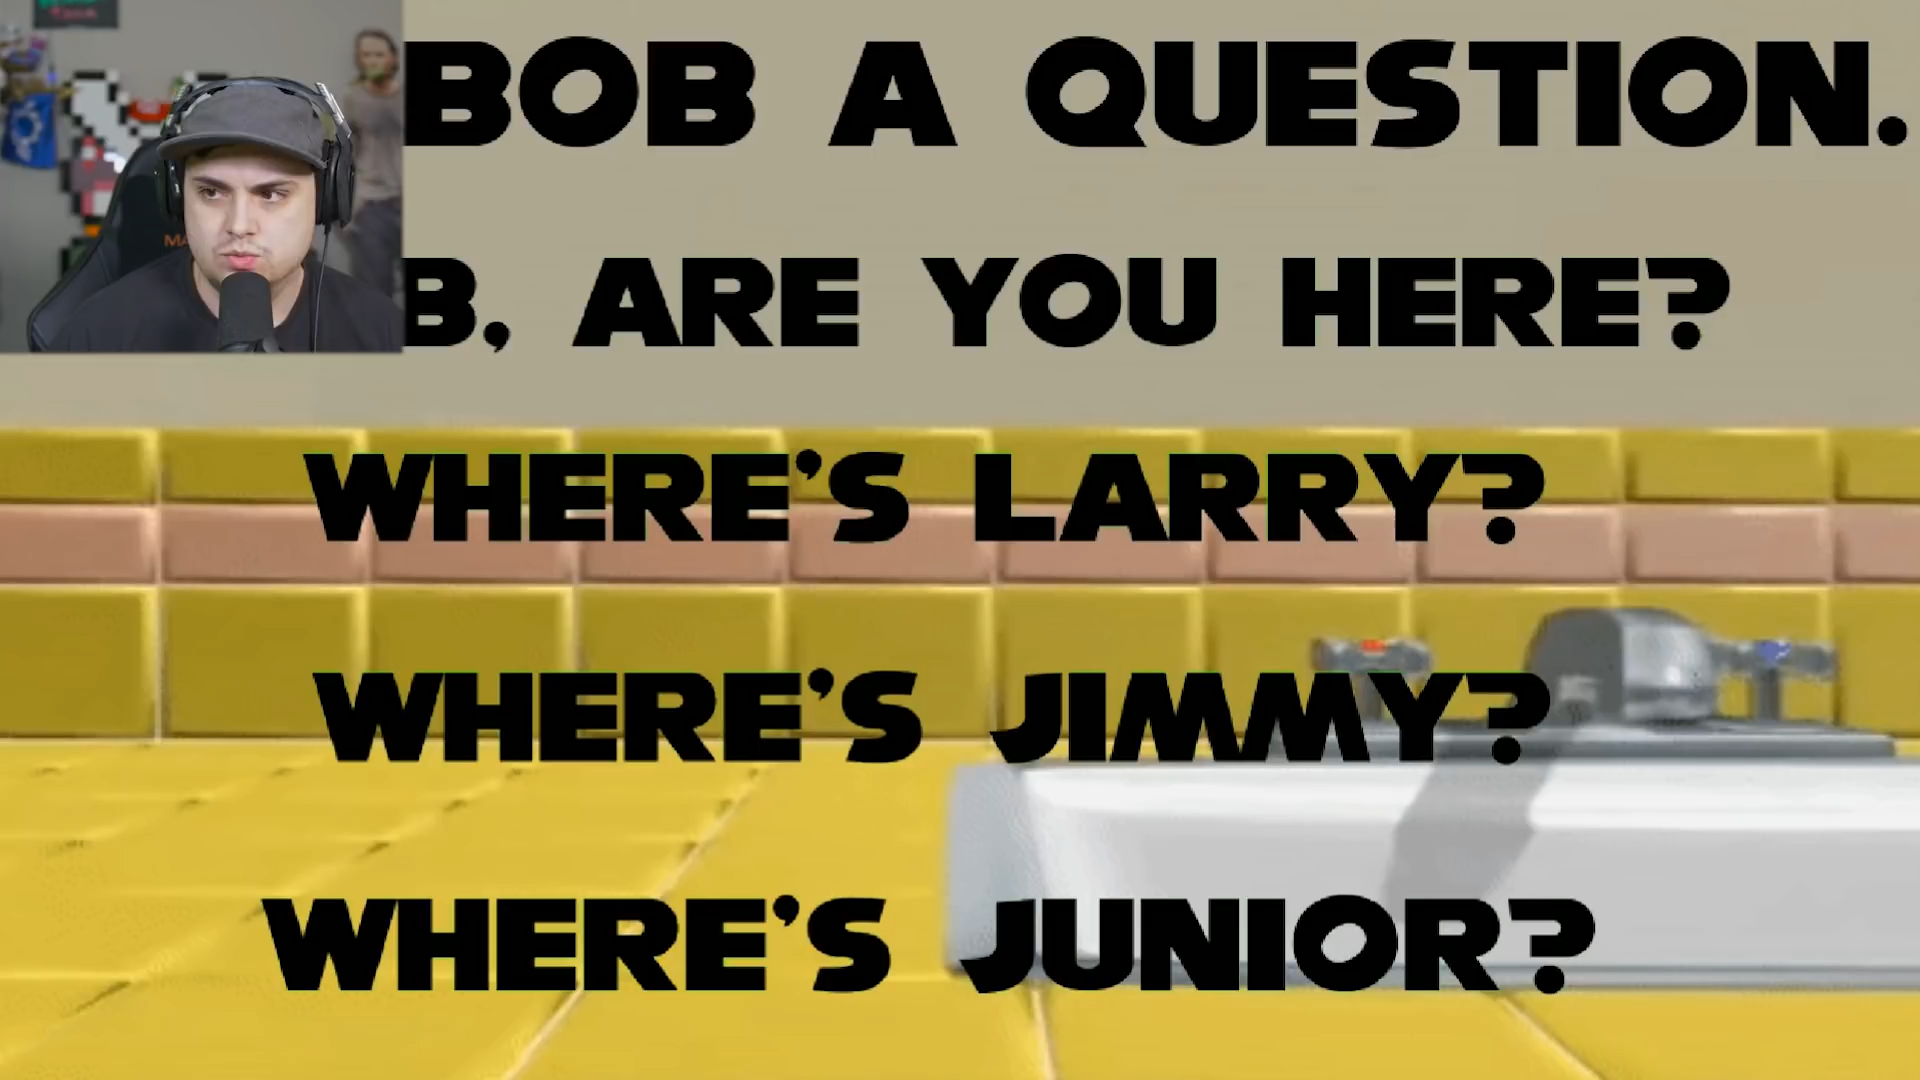 BOB A QUESTION.
B, ARE YOU HERE?
WHERE'S LARRY?
WHERE'S JIMMY?
WHERE'S JUNIOR?